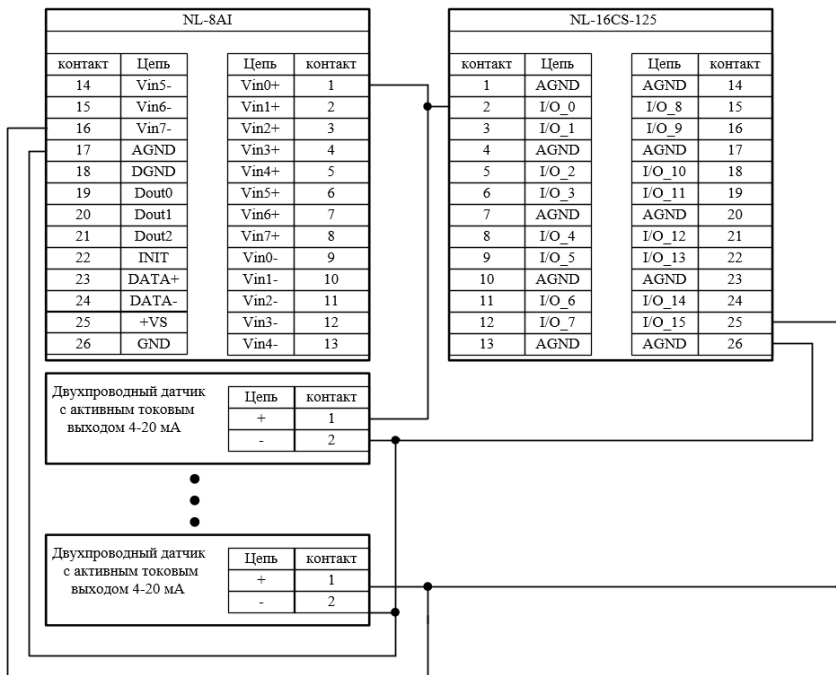 NL-8AI
контакт Цепь Цепь контакт
14 Vin5- Vin0+ 1
15 Vin6- Vin1+ 2
16 Vin7- Vin2+ 3
17 AGND Vin3+ 4
18 DGND Vin4+ 5
19 Dout0 Vin5+ 6
20 Dout1 Vin6+ 7
21 Dout2 Vin7+ 8
22 INIT Vin0- 9
23 DATA+ Vin1- 10
24 DATA- Vin2- 11
25 +VS Vin3- 12
26 GND Vin4- 13
NL-16CS-125
контакт Цепь Цепь контакт
1 AGND AGND 14
2 I/O_0 I/O_8 15
3 I/O_1 I/O_9 16
4 AGND AGND 17
5 I/O_2 I/O_10 18
6 I/O_3 I/O_11 19
7 AGND AGND 20
8 I/O_4 I/O_12 21
9 I/O_5 I/O_13 22
10 AGND AGND 23
11 I/O_6 I/O_14 24
12 I/O_7 I/O_15 25
13 AGND AGND 26
Двухпроводный датчик
с активным токовым
выходом 4-20 мА
Цепь контакт
+ 1
- 2
Двухпроводный датчик
с активным токовым
выходом 4-20 мА
Цепь контакт
+ 1
- 2